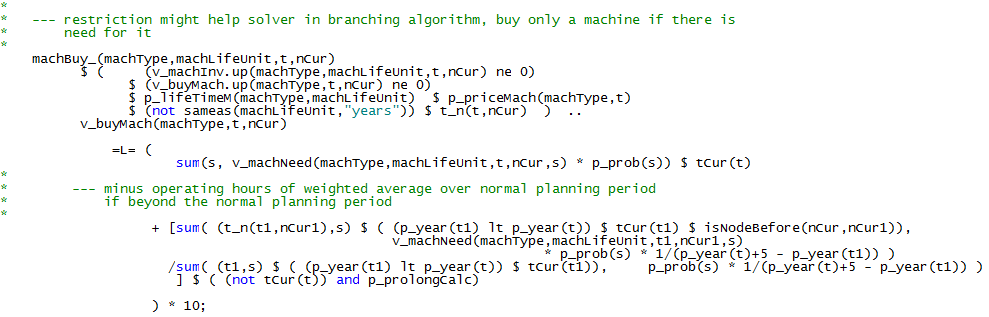 *
*   --- restriction might help solver in branching algorithm, buy only a machine if there is
*       need for it
*
    machBuy_(machType,machLifeUnit,t,nCur)
          $ (     (v_machInv.up(machType,machLifeUnit,t,nCur) ne 0)
                $ (v_buyMach.up(machType,t,nCur) ne 0)
                $ p_lifeTimeM(machType,machLifeUnit)  $ p_priceMach(machType,t)
                $ (not sameas(machLifeUnit,"years")) $ t_n(t,nCur)  )  ..
          v_buyMach(machType,t,nCur)
              =L= (
                      sum(s, v_machNeed(machType,machLifeUnit,t,nCur,s) * p_prob(s)) $ tCur(t)
*
*        --- minus operating hours of weighted average over normal planning period
*            if beyond the normal planning period
*
                   + [sum( (t_n(t1,nCur1),s) $ ( (p_year(t1) lt p_year(t)) $ tCur(t1) $ isNodeBefore(nCur,nCur1)),
                                                 v_machNeed(machType,machLifeUnit,t1,nCur1,s)
                                                                    * p_prob(s) * 1/(p_year(t)+5 - p_year(t1)) )
                     /sum( (t1,s) $ ( (p_year(t1) lt p_year(t)) $ tCur(t1)),     p_prob(s) * 1/(p_year(t)+5 - p_year(t1)) )
                      ] $ ( (not tCur(t)) and p_prolongCalc)
                   ) * 10;